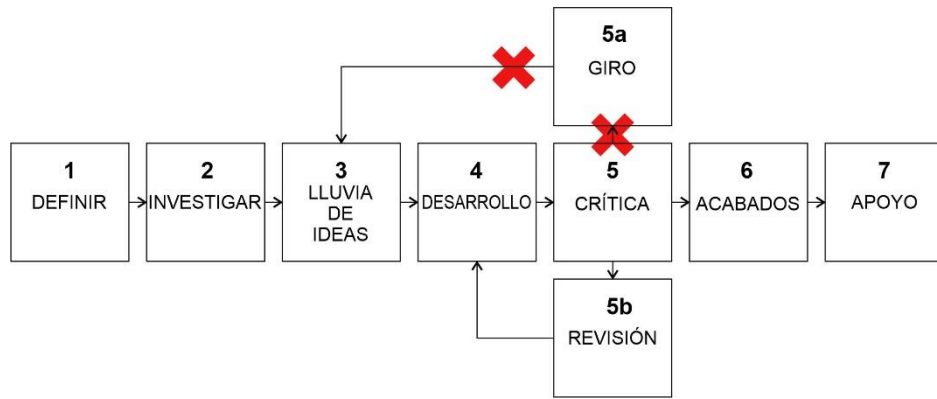 5a
GIRO
1
DEFINIR
2
INVESTIGAR
3
LLUVIA
DE
IDEAS
4
DESARROLLO
5
CRÍTICA
6
ACABADOS
7
APOYO
5b
REVISIÓN